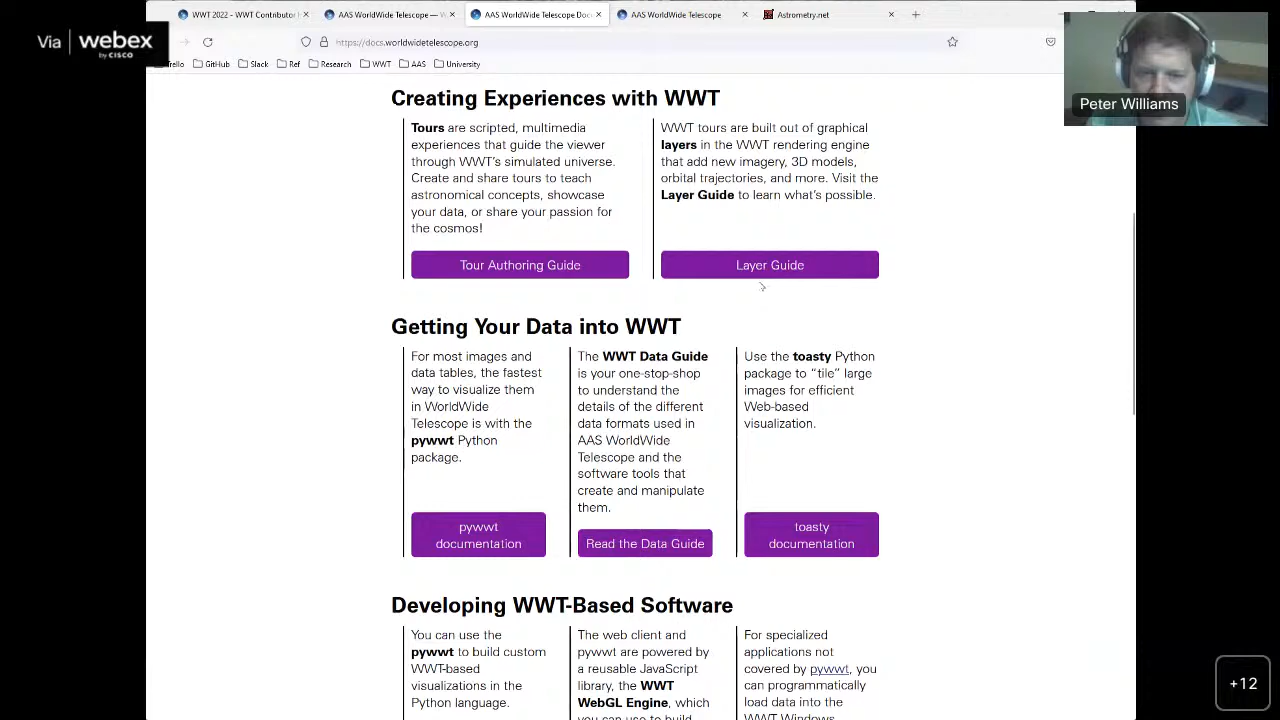 Via webex
by CISCO
WWT 2022 - WWT Contributor
AAS WorldWide Telescope —
AAS WorldWide Telescope Doc
AAS WorldWide Telescope
Astrometry.net
https://docs.worldwidetelescope.org
GitHub
Slack
Ref
Research
WWT
AAS
University
Peter Williams
Creating Experiences with WWT
Tours are scripted, multimedia
experiences that guide the viewer
through WWT's simulated universe.
Create and share tours to teach
astronomical concepts, showcase
your data, or share your passion for
the cosmos!
Tour Authoring Guide
WWT tours are built out of graphical
layers in the WWT rendering engine
that add new imagery, 3D models,
orbital trajectories, and more. Visit the
Layer Guide to learn what's possible.
Layer Guide
Getting Your Data into WWT
For most images and
data tables, the fastest
way to visualize them
in WorldWide
Telescope is with the
pywwt Python
package.
pywwt
documentation
The WWT Data Guide
is your one-stop-shop
to understand the
details of the different
data formats used in
AAS WorldWide
Telescope and the
software tools that
create and manipulate
them.
Read the Data Guide
Use the toasty Python
package to “tile” large
images for efficient
Web-based
visualization.
toasty
documentation
Developing WWT-Based Software
You can use the
pywwt to build custom
WWT-based
visualizations in the
Python language.
The web client and
pywwt are powered by
a reusable JavaScript
library, the WWT
WebGL Engine, which
you can use to build
For specialized
applications not
covered by pywwt, you
can programmatically
load data into the
WWT Windows
+12